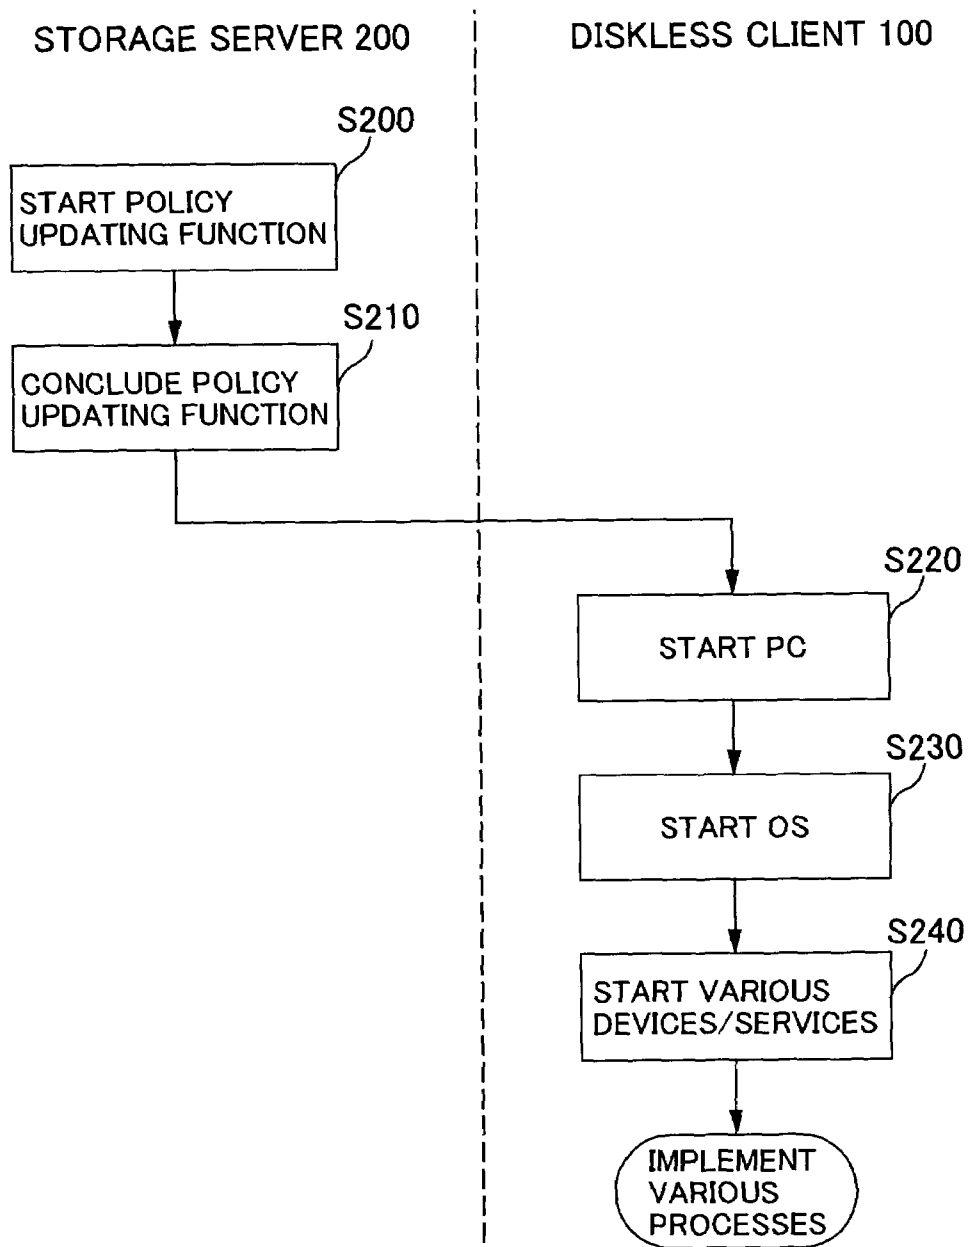 STORAGE SERVER 200
DISKLESS CLIENT 100
S200
START POLICY
UPDATING FUNCTION
S210
CONCLUDE POLICY
UPDATING FUNCTION
S220
START PC
S230
START OS
S240
START VARIOUS
DEVICES/SERVICES
IMPLEMENT
VARIOUS
PROCESSES